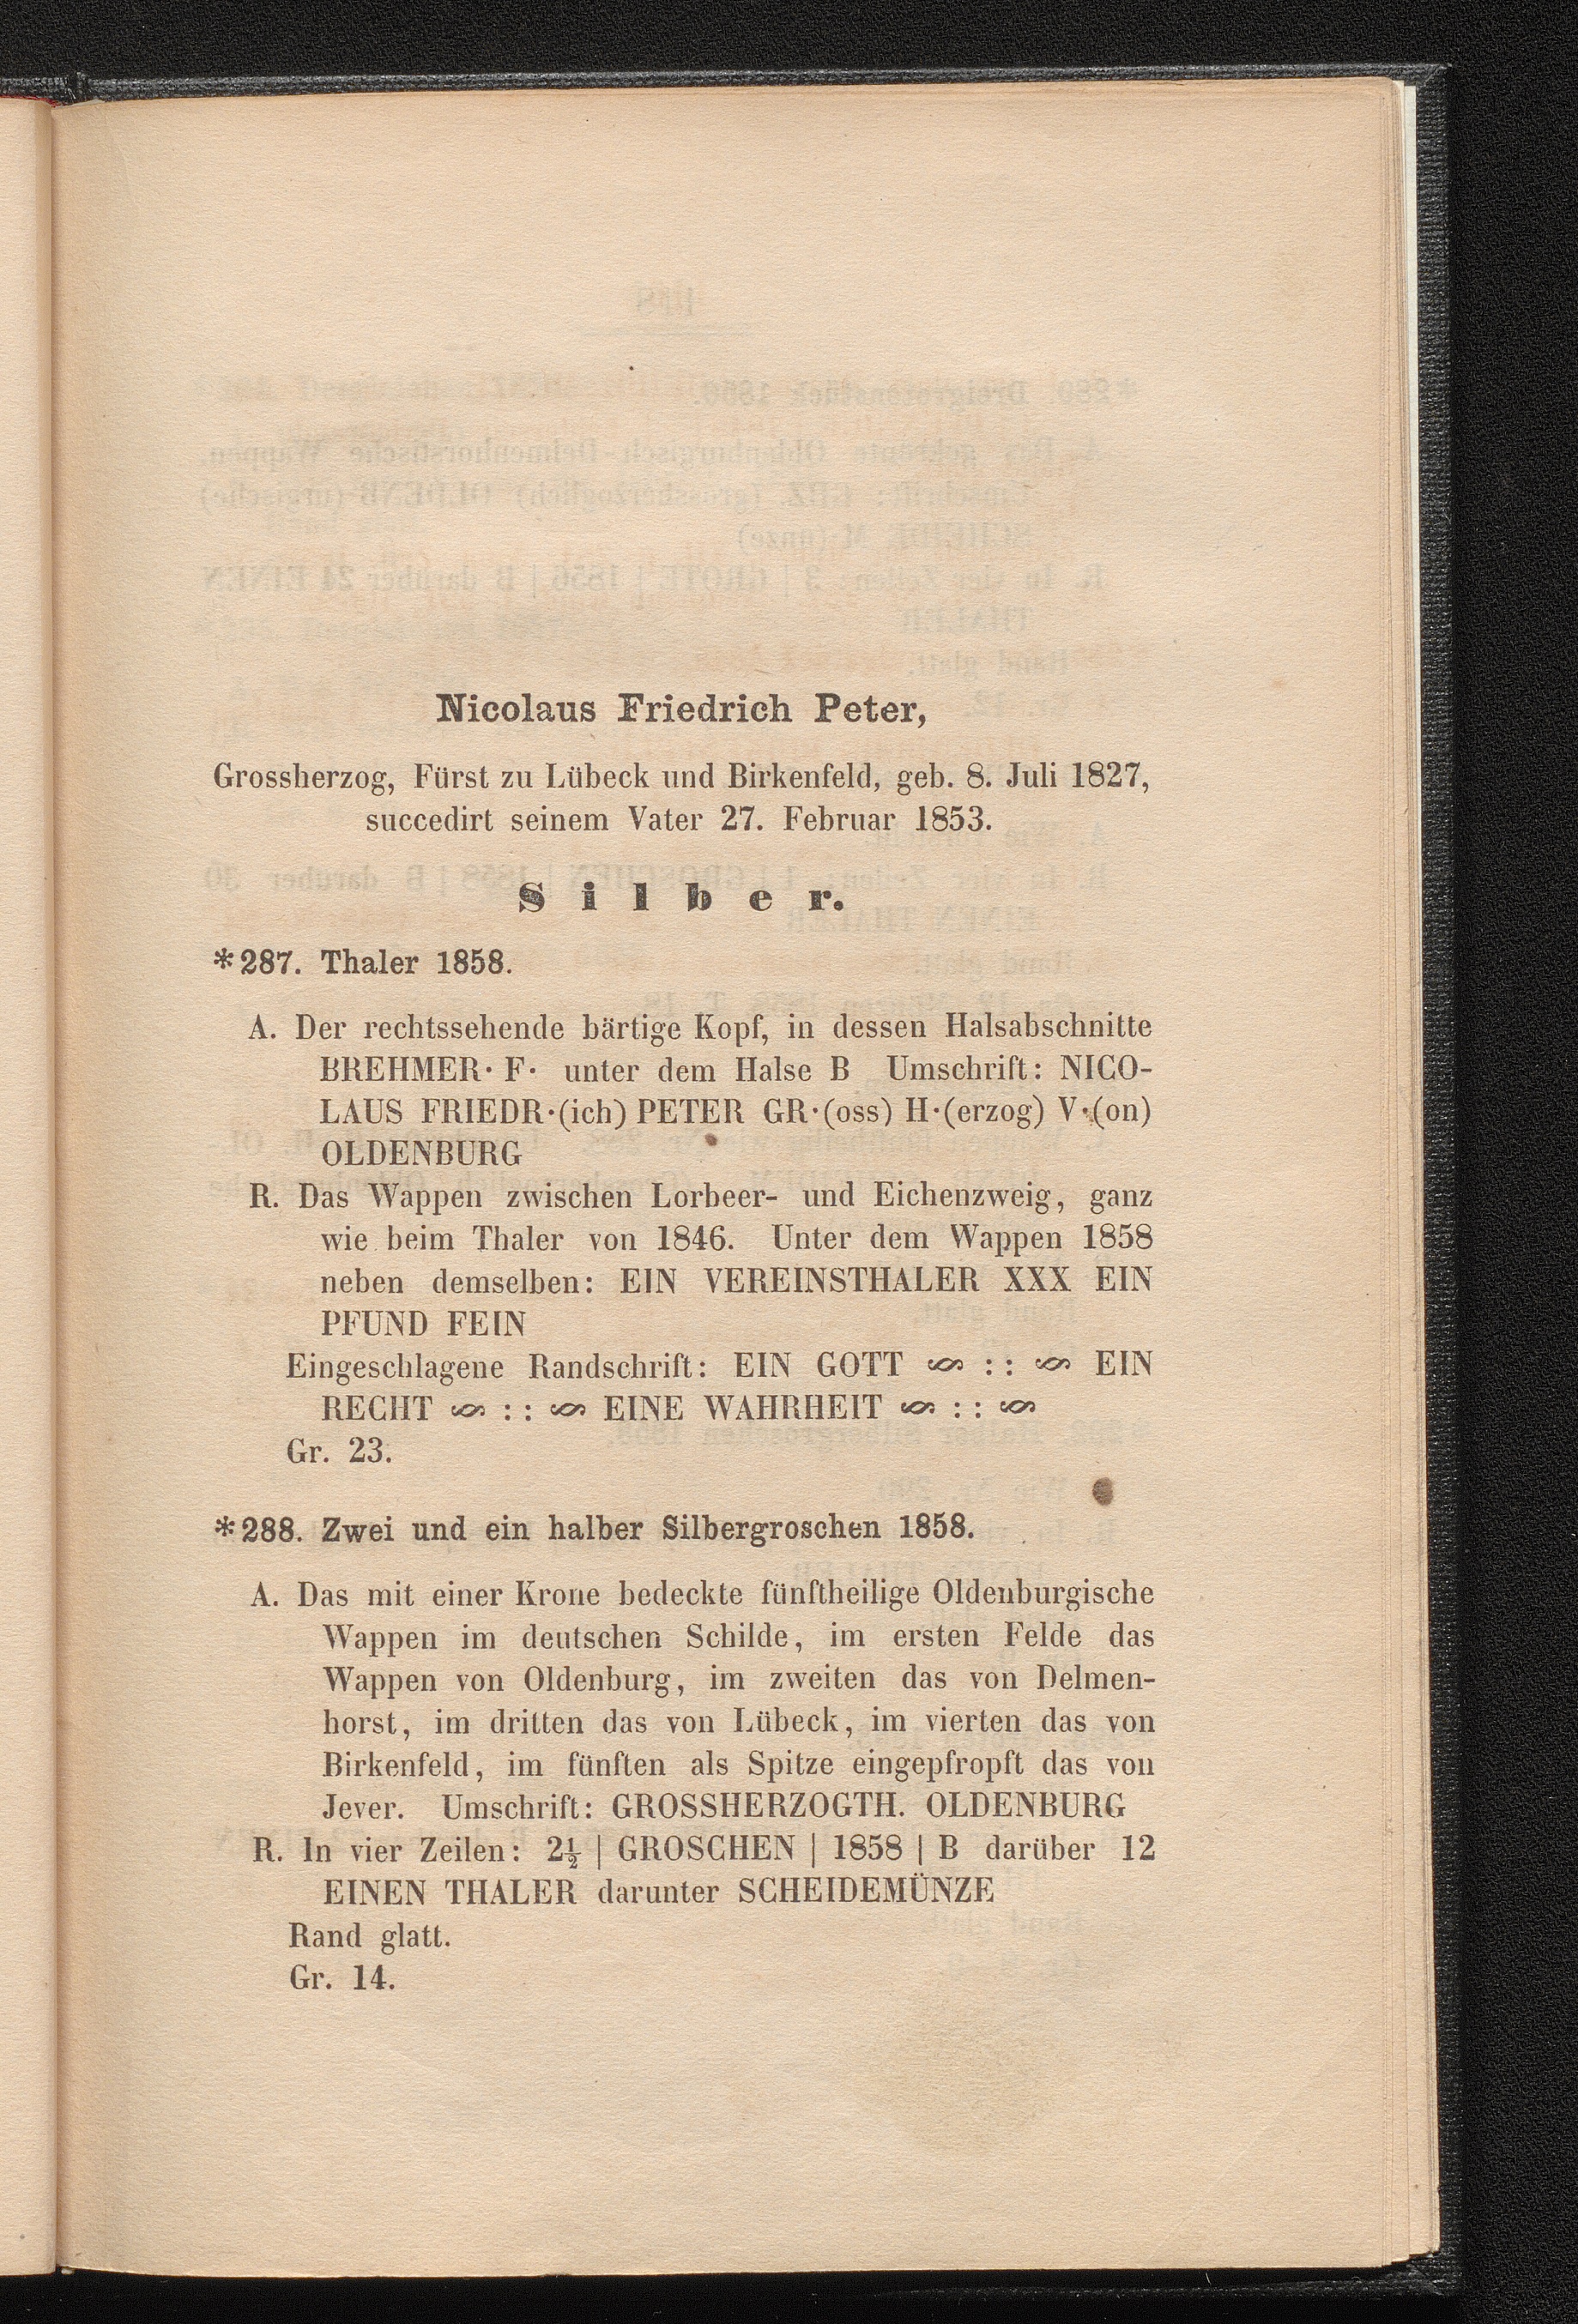 Nicolaus Friedrich Peter,
Grossherzog, Fürst zu Lübeck und Birkenfeld, geb. 8. Juli 1827,
succedirt seinem Vater 27. Februar 1853.
Silber.
*287. Thaler 1858.
A. Der rechtssehende bärtige Kopf, in dessen Halsabschnitte
BREHMER· F· unter dem Halse B Umschrift: NICO-
LAUS FRIEDR·(ich) PETER GR·(oss) H·(erzog) V·(on)
OLDENBURG
R. Das Wappen zwischen Lorbeer- und Eichenzweig, ganz
wie beim Thaler von 1846. Unter dem Wappen 1858
neben demselben: EIN VEREINSTHALER XXX EIN
PFUND FEIN
Eingeschlagene Randschrift: EIN GOTT ∽ : : ∽ EIN
RECHT ∽ : : ∽ EINE WAHRHEIT ∽ : : ∽
Gr. 23.
*288. Zwei und ein halber Silbergroschen 1858.
A. Das mit einer Krone bedeckte fünftheilige Oldenburgische
Wappen im deutschen Schilde, im ersten Felde das
Wappen von Oldenburg, im zweiten das von Delmen-
horst, im dritten das von Lübeck, im vierten das von
Birkenfeld, im fünften als Spitze eingepfropft das von
Jever. Umschrift: GROSSHERZOGTH. OLDENBURG
R. In vier Zeilen: 2½ | GROSCHEN | 1858 | B darüber 12
EINEN THALER darunter SCHEIDEMÜNZE
Rand glatt.
Gr. 14.